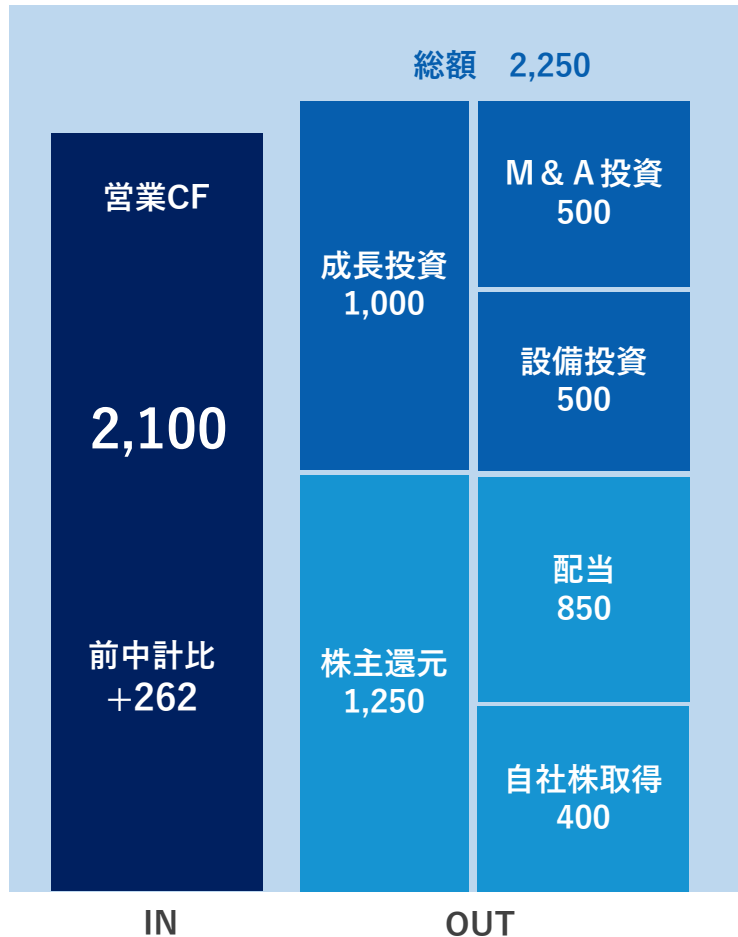 総額　2,250
営業CF
2,100
前中計比
＋262
成長投資
1,000
株主還元
1,250
M＆A投資
500
設備投資
500
配当
850
自社株取得
400
IN
OUT